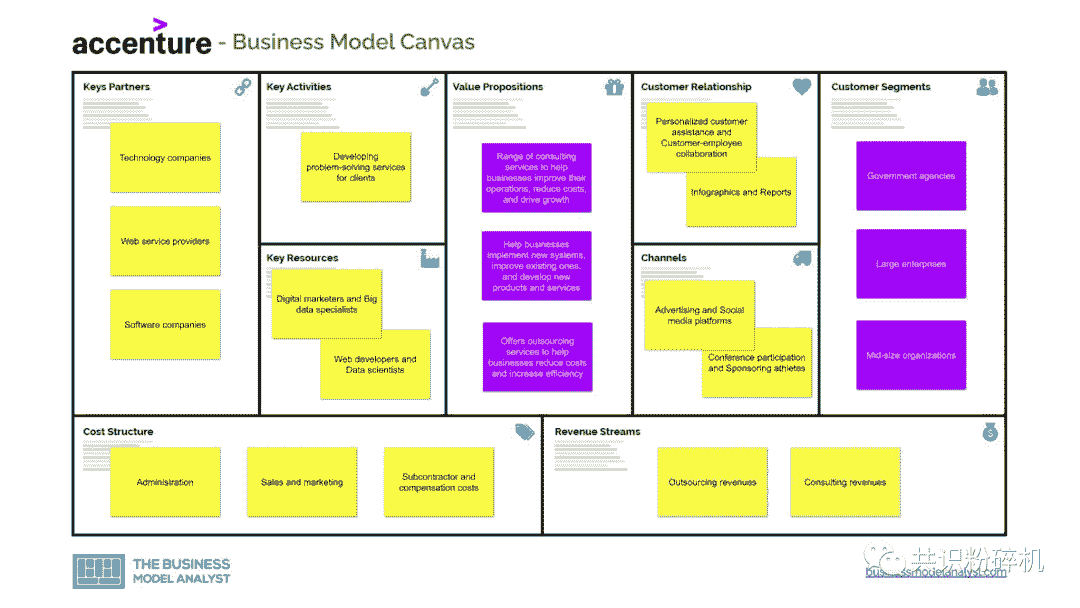 accenture - Business Model Canvas
Keys Partners
Technology companies
Web service providers
Software companies
Key Activities
Developing
problem-solving services
for clients
Key Resources
Digital marketers and Big
data specialists
Web developers and
Data scientists
Value Propositions
Range of consulting
services to help
businesses improve their
operations, reduce costs,
and drive growth
Help businesses
implement new systems,
improve existing ones,
and develop new
products and services
Offers outsourcing
services to help
businesses reduce costs
and increase efficiency
Customer Relationship
Personalized customer
assistance and
Customer-employee
collaboration
Infographics and Reports
Channels
Advertising and Social
media platforms
Conference participation
and Sponsoring athletes
Customer Segments
Government agencies
Large enterprises
Mid-size organizations
Cost Structure
Administration
Sales and marketing
Subcontractor and
compensation costs
Revenue Streams
Outsourcing revenues
Consulting revenues
THE BUSINESS
MODEL ANALYST
共识粉碎机
businessmodelanalyst.com